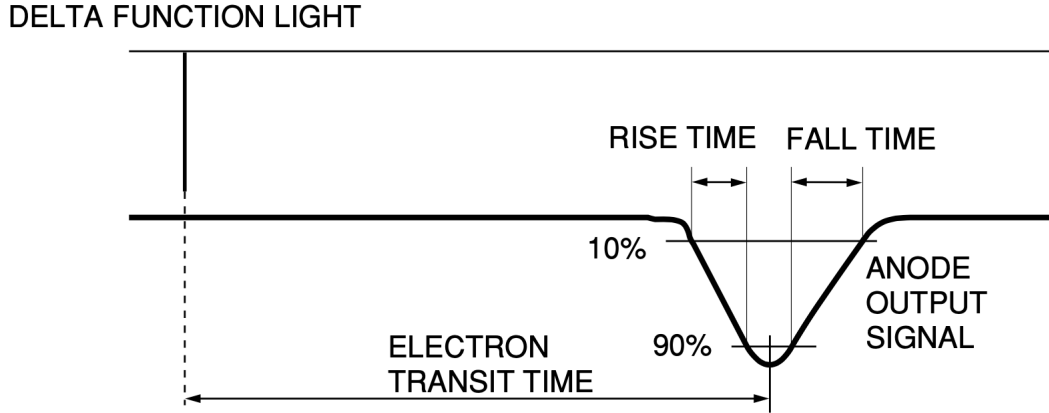 DELTA FUNCTION LIGHT
RISE TIME
FALL TIME
10%
ANODE
OUTPUT
SIGNAL
90%
ELECTRON
TRANSIT TIME